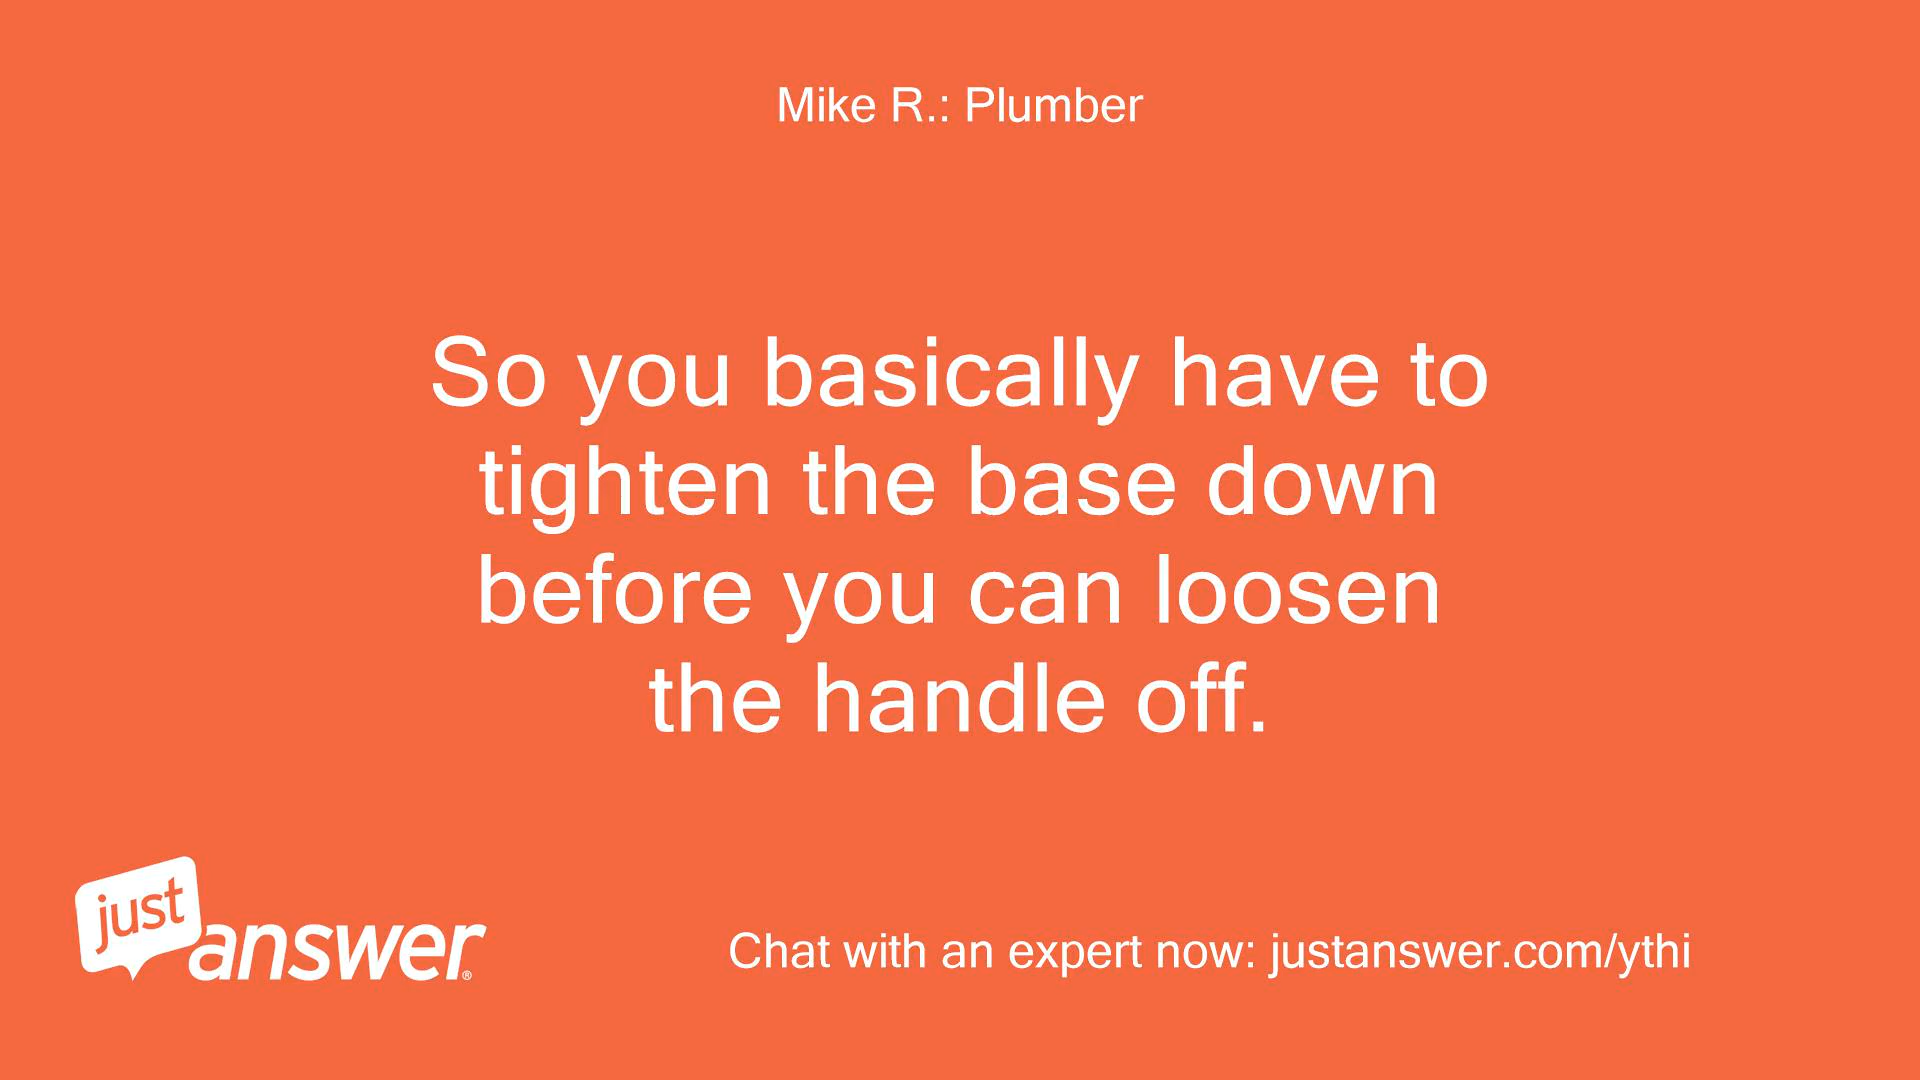 Mike R.: Plumber
So you basically have to
tighten the base down
before you can loosen
the handle off.
just
answer®
Chat with an expert now: justanswer.com/ythi